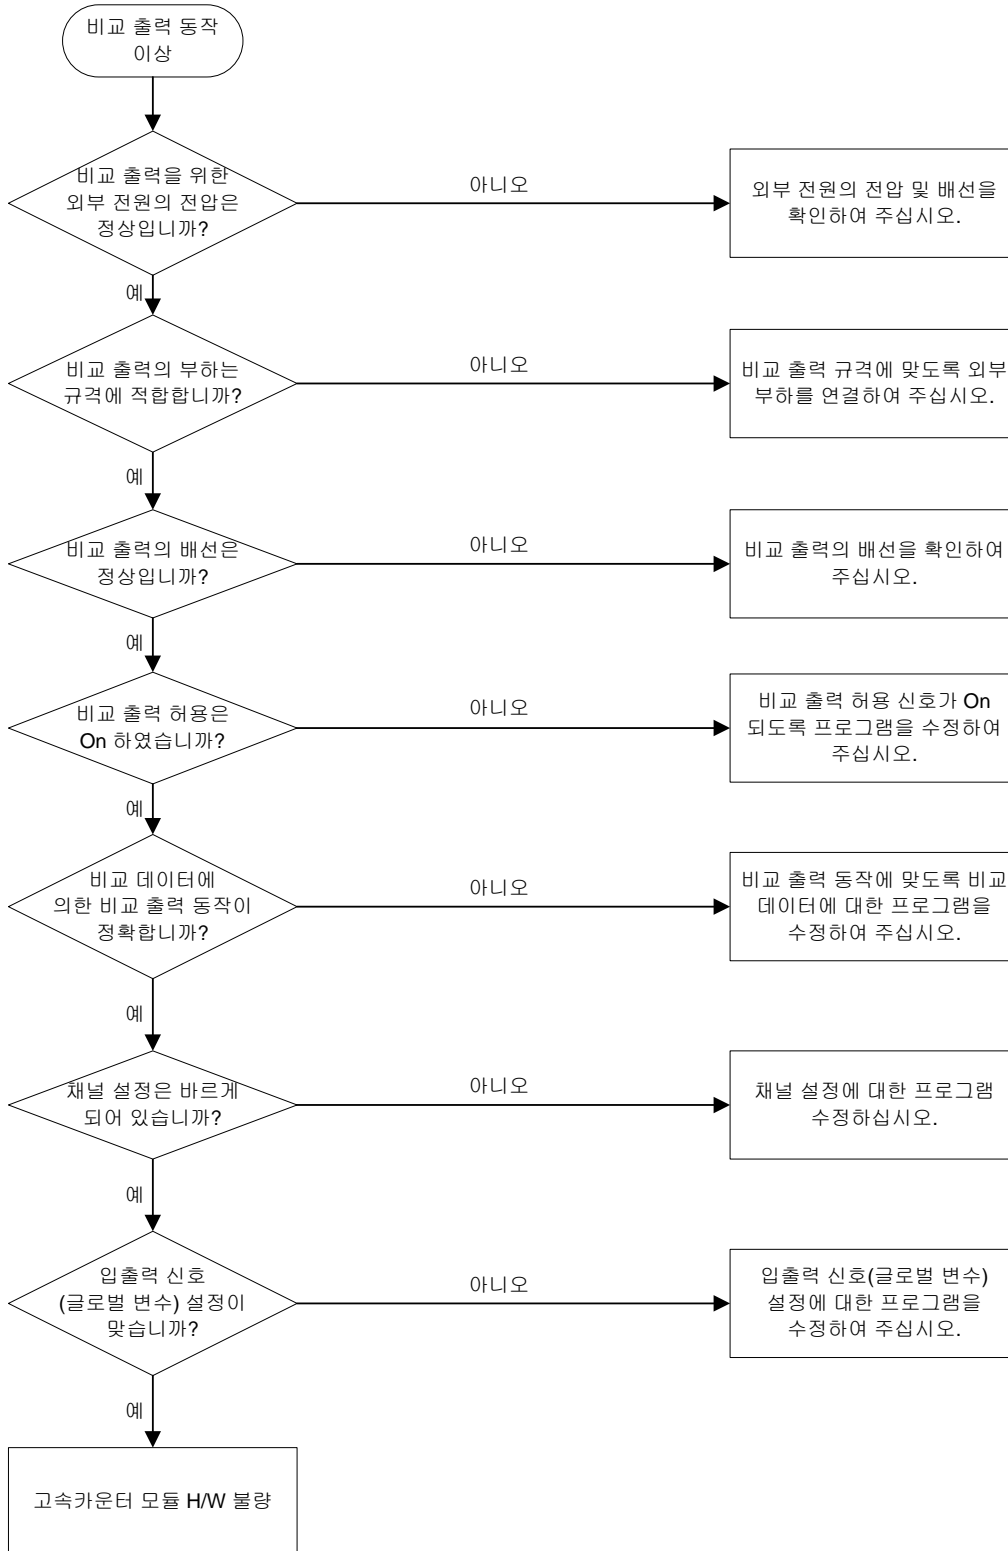 비교 출력 동작
이상
비교 출력을 위한
외부 전원의 전압은
정상입니까?
아니오
외부 전원의 전압 및 배선을
확인하여 주십시오.
예
비교 출력의 부하는
규격에 적합합니까?
아니오
비교 출력 규격에 맞도록 외부
부하를 연결하여 주십시오.
예
비교 출력의 배선은
정상입니까?
아니오
비교 출력의 배선을 확인하여
주십시오.
예
비교 출력 허용은
On 하였습니까?
아니오
비교 출력 허용 신호가 On
되도록 프로그램을 수정하여
주십시오.
예
비교 데이터에
의한 비교 출력 동작이
정확합니까?
아니오
비교 출력 동작에 맞도록 비교
데이터에 대한 프로그램을
수정하여 주십시오.
예
채널 설정은 바르게
되어 있습니까?
아니오
채널 설정에 대한 프로그램
수정하십시오.
예
입출력 신호
(글로벌 변수) 설정이
맞습니까?
아니오
입출력 신호(글로벌 변수)
설정에 대한 프로그램을
수정하여 주십시오.
예
고속카운터 모듈 H/W 불량